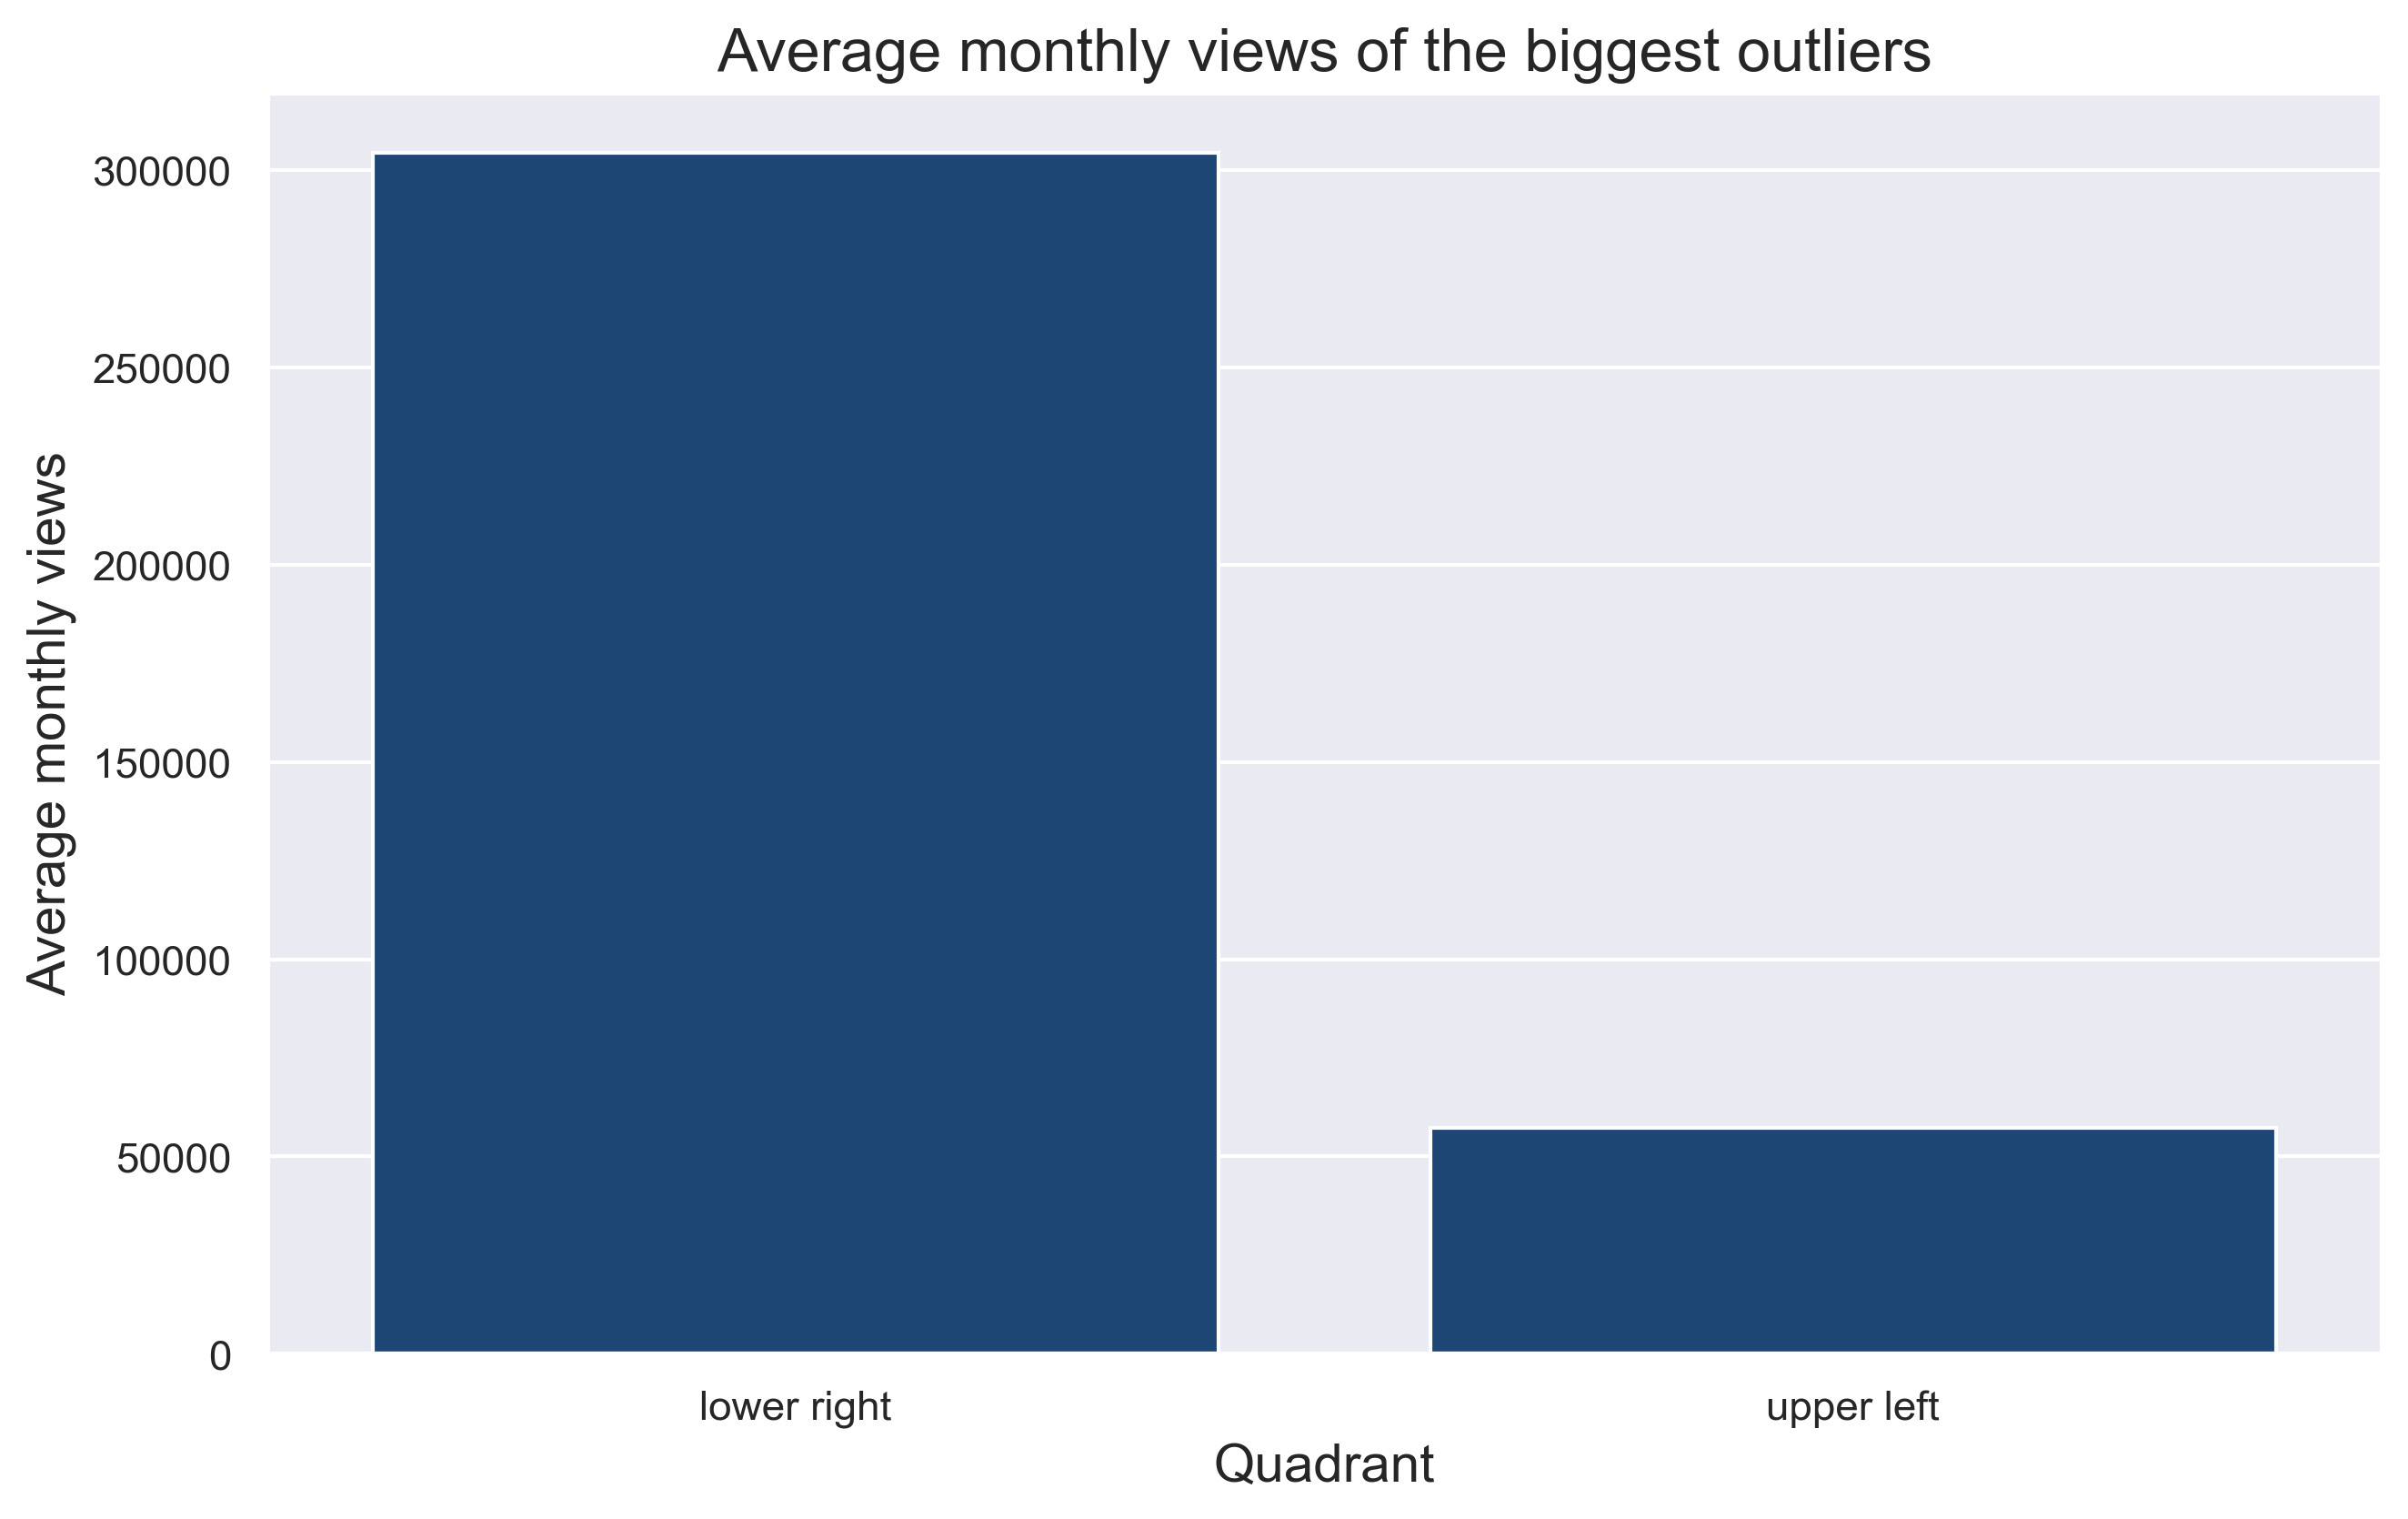 Average monthly views of the biggest outliers
Average monthly views
300000
250000
200000
150000
100000
50000
0
lower right
upper left
Quadrant